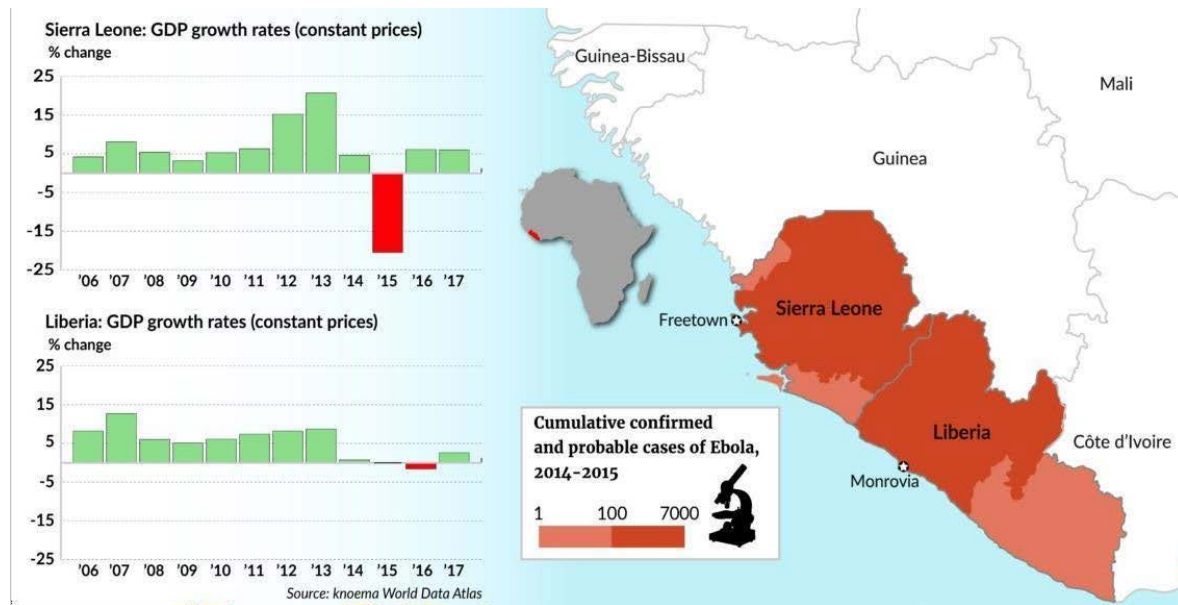 Sierra Leone: GDP growth rates (constant prices)
% change
25
15
5
-5
-15
-25
'06 '07 '08 '09 '10 '11 '12 '13 '14 '15 '16 '17
Liberia: GDP growth rates (constant prices)
% change
25
15
5
-5
-15
-25
'06 '07 '08 '09 '10 '11 '12 '13 '14 '15 '16 '17
Source: knoema World Data Atlas
Guinea-Bissau
Mali
Guinea
Sierra Leone
Freetown
Liberia
Côte d'Ivoire
Monrovia
Cumulative confirmed
and probable cases of Ebola,
2014-2015
1 100 7000